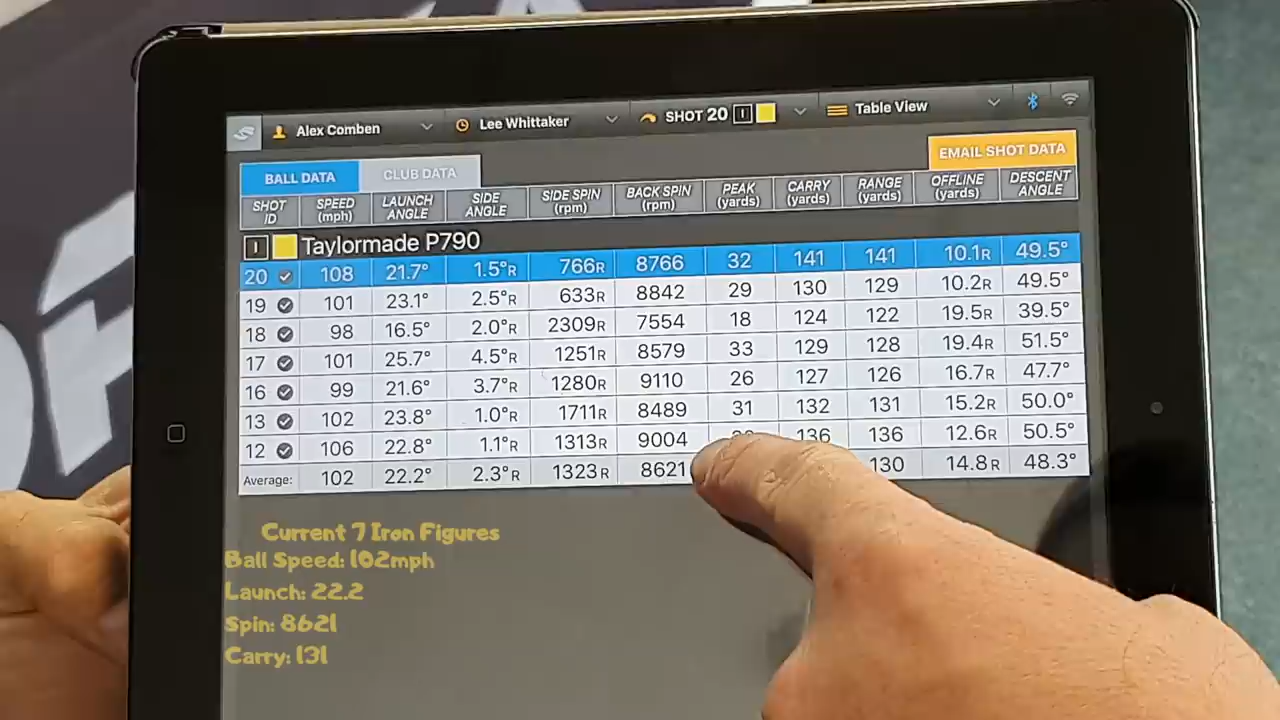 Alex Comben Lee Whittaker SHOT 20 I Table View
EMAIL SHOT DATA
BALL DATA CLUB DATA
SHOT ID SPEED (mph) LAUNCH ANGLE SIDE ANGLE SIDE SPIN (rpm) BACK SPIN (rpm) PEAK (yards) CARRY (yards) RANGE (yards) OFFLINE (yards) DESCENT ANGLE
I Taylormade P790
20 108 21.7° 1.5°R 766R 8766 32 141 141 10.1R 49.5°
19 101 23.1° 2.5°R 633R 8842 29 130 129 10.2R 49.5°
18 98 16.5° 2.0°R 2309R 7554 18 124 122 19.5R 39.5°
17 101 25.7° 4.5°R 1251R 8579 33 129 128 19.4R 51.5°
16 99 21.6° 3.7°R 1280R 9110 26 127 126 16.7R 47.7°
13 102 23.8° 1.0°R 1711R 8489 31 132 131 15.2R 50.0°
12 106 22.8° 1.1°R 1313R 9004 136 136 12.6R 50.5°
Average: 102 22.2° 2.3°R 1323R 8621 130 14.8R 48.3°
Current 7 Iron Figures
Ball Speed: 102mph
Launch: 22.2
Spin: 8621
Carry: 131